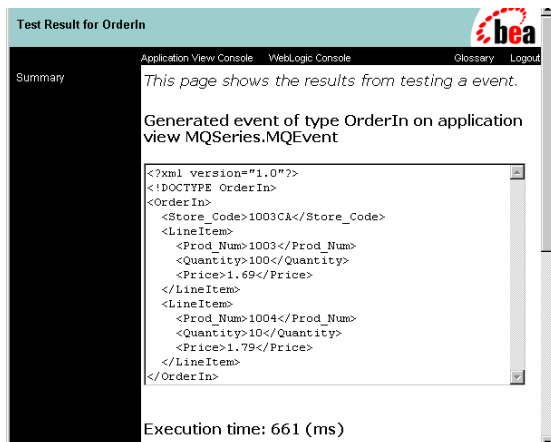 Test Result for OrderIn
bea
Application View Console WebLogic Console Glossary Logout
Summary
This page shows the results from testing a event.
Generated event of type OrderIn on application
view MQSeries.MQEvent
<?xml version="1.0"?>
<!DOCTYPE OrderIn>
<OrderIn>
  <Store_Code>1003CA</Store_Code>
  <LineItem>
    <Prod_Num>1003</Prod_Num>
    <Quantity>100</Quantity>
    <Price>1.69</Price>
  </LineItem>
  <LineItem>
    <Prod_Num>1004</Prod_Num>
    <Quantity>10</Quantity>
    <Price>1.79</Price>
  </LineItem>
</OrderIn>
Execution time: 661 (ms)